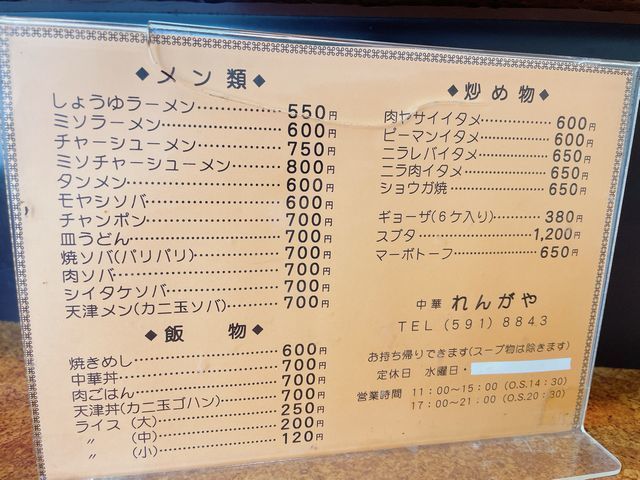 ◆メン類◆
しょうゆラーメン…………550円
ミソラーメン…………600円
チャーシューメン…………750円
ミソチャーシューメン…………800円
タンメン…………600円
モヤシソバ…………600円
チャンポン…………700円
皿うどん…………700円
焼ソバ(パリパリ)…………700円
肉ソバ…………700円
シイタケソバ…………700円
天津メン(カニ玉ソバ)…………700円
◆飯 物◆
焼きめし…………600円
中華丼…………700円
肉ごはん…………700円
天津丼(カニ玉ゴハン)…………700円
ライス(大)…………250円
〃 (中)…………200円
〃 (小)…………120円
◆炒め物◆
肉ヤサイイタメ…………600円
ピーマンイタメ…………600円
ニラレバイタメ…………650円
ニラ肉イタメ…………650円
ショウガ焼…………650円
ギョーザ(6ケ入り)…………380円
スブタ…………1,200円
マーボトーフ…………650円
中華 れんがや
TEL(591)8843
お持ち帰りできます(スープ物は除きます)
定休日 水曜日・
営業時間 11:00〜15:00(O.S.14:30)
17:00〜21:00(O.S.20:30)